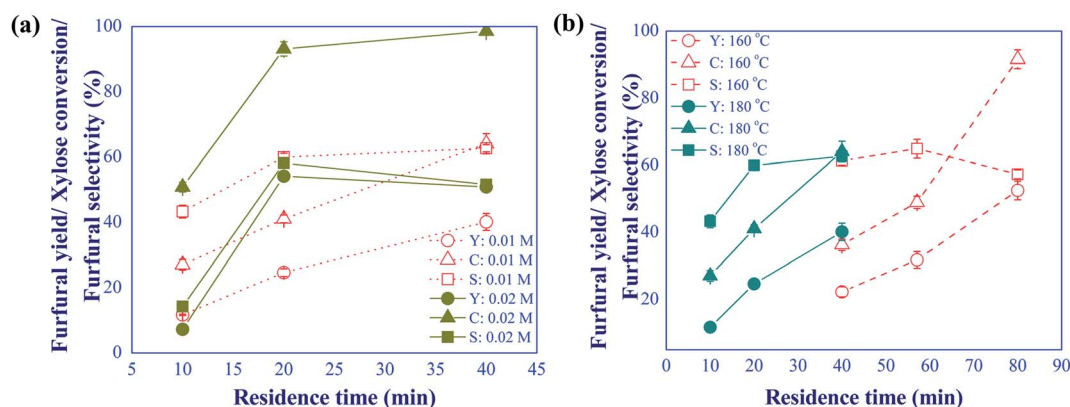 (a)
Furfural yield/ Xylose conversion/
Furfural selectivity (%)
100
80
60
40
20
0
Y: 0.01 M
C: 0.01 M
S: 0.01 M
Y: 0.02 M
C: 0.02 M
S: 0.02 M
5 10 15 20 25 30 35 40 45
Residence time (min)
(b)
Furfural yield/ Xylose conversion/
Furfural selectivity (%)
100
80
60
40
20
Y: 160 °C
C: 160 °C
S: 160 °C
Y: 180 °C
C: 180 °C
S: 180 °C
0 10 20 30 40 50 60 70 80 90
Residence time (min)